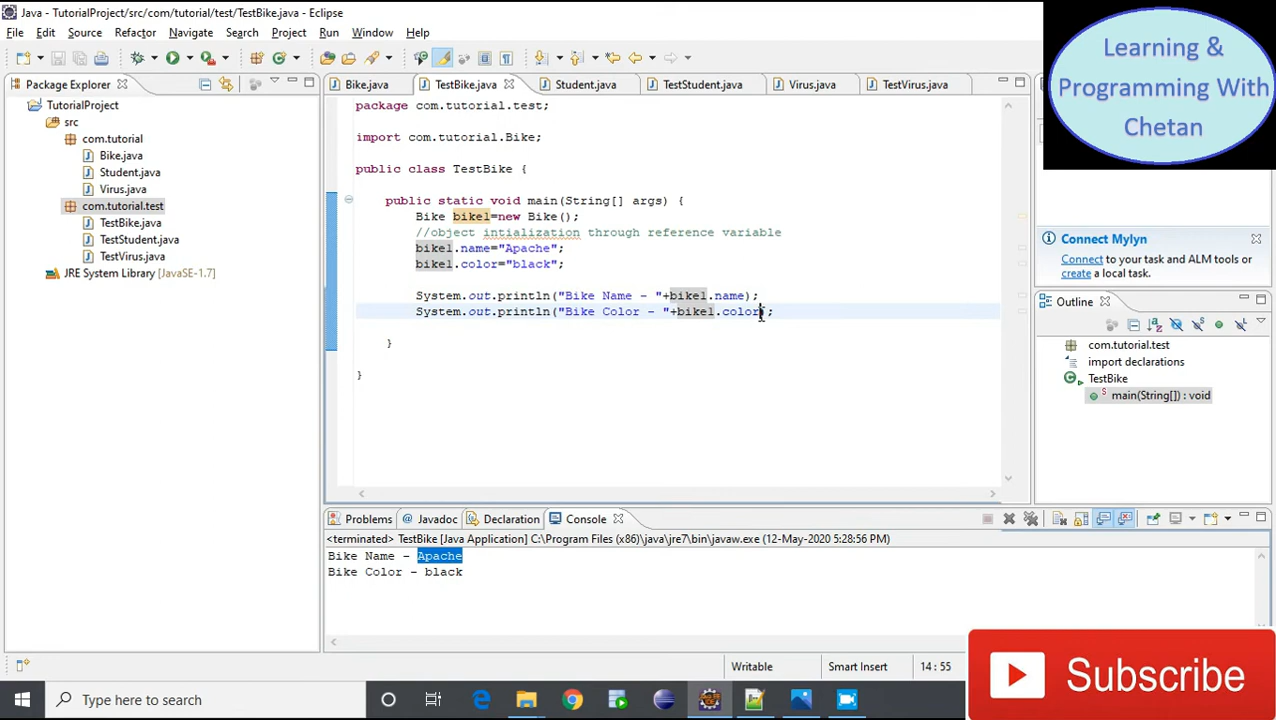 Java - TutorialProject/src/com/tutorial/test/TestBike.java - Eclipse
File Edit Source Refactor Navigate Search Project Run Window Help
Learning &
Programming With
Chetan
Package Explorer
Bike.java TestBike.java Student.java TestStudent.java Virus.java TestVirus.java
TutorialProject
src
com.tutorial
Bike.java
Student.java
Virus.java
com.tutorial.test
TestBike.java
TestStudent.java
TestVirus.java
JRE System Library [JavaSE-1.7]
package com.tutorial.test;
import com.tutorial.Bike;
public class TestBike {
public static void main(String[] args) {
Bike bike1=new Bike();
//object intialization through reference variable
bike1.name="Apache";
bike1.color="black";
System.out.println("Bike Name - "+bike1.name);
System.out.println("Bike Color - "+bike1.color);
}
}
Connect Mylyn
Connect to your task and ALM tools or
create a local task.
Outline
com.tutorial.test
import declarations
TestBike
main(String[]) : void
Problems Javadoc Declaration Console
<terminated> TestBike [Java Application] C:\Program Files (x86)\java\jre7\bin\javaw.exe (12-May-2020 5:28:56 PM)
Bike Name - Apache
Bike Color - black
Writable Smart Insert 14 : 55
Subscribe
Type here to search